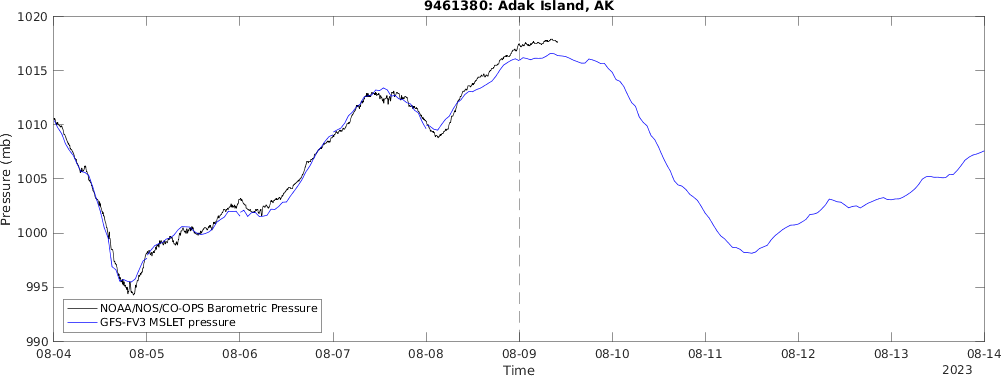 9461380: Adak Island, AK
Pressure (mb)
1020
1015
1010
1005
1000
995
990
NOAA/NOS/CO-OPS Barometric Pressure
GFS-FV3 MSLET pressure
08-04 08-05 08-06 08-07 08-08 08-09 08-10 08-11 08-12 08-13 08-14
Time
2023